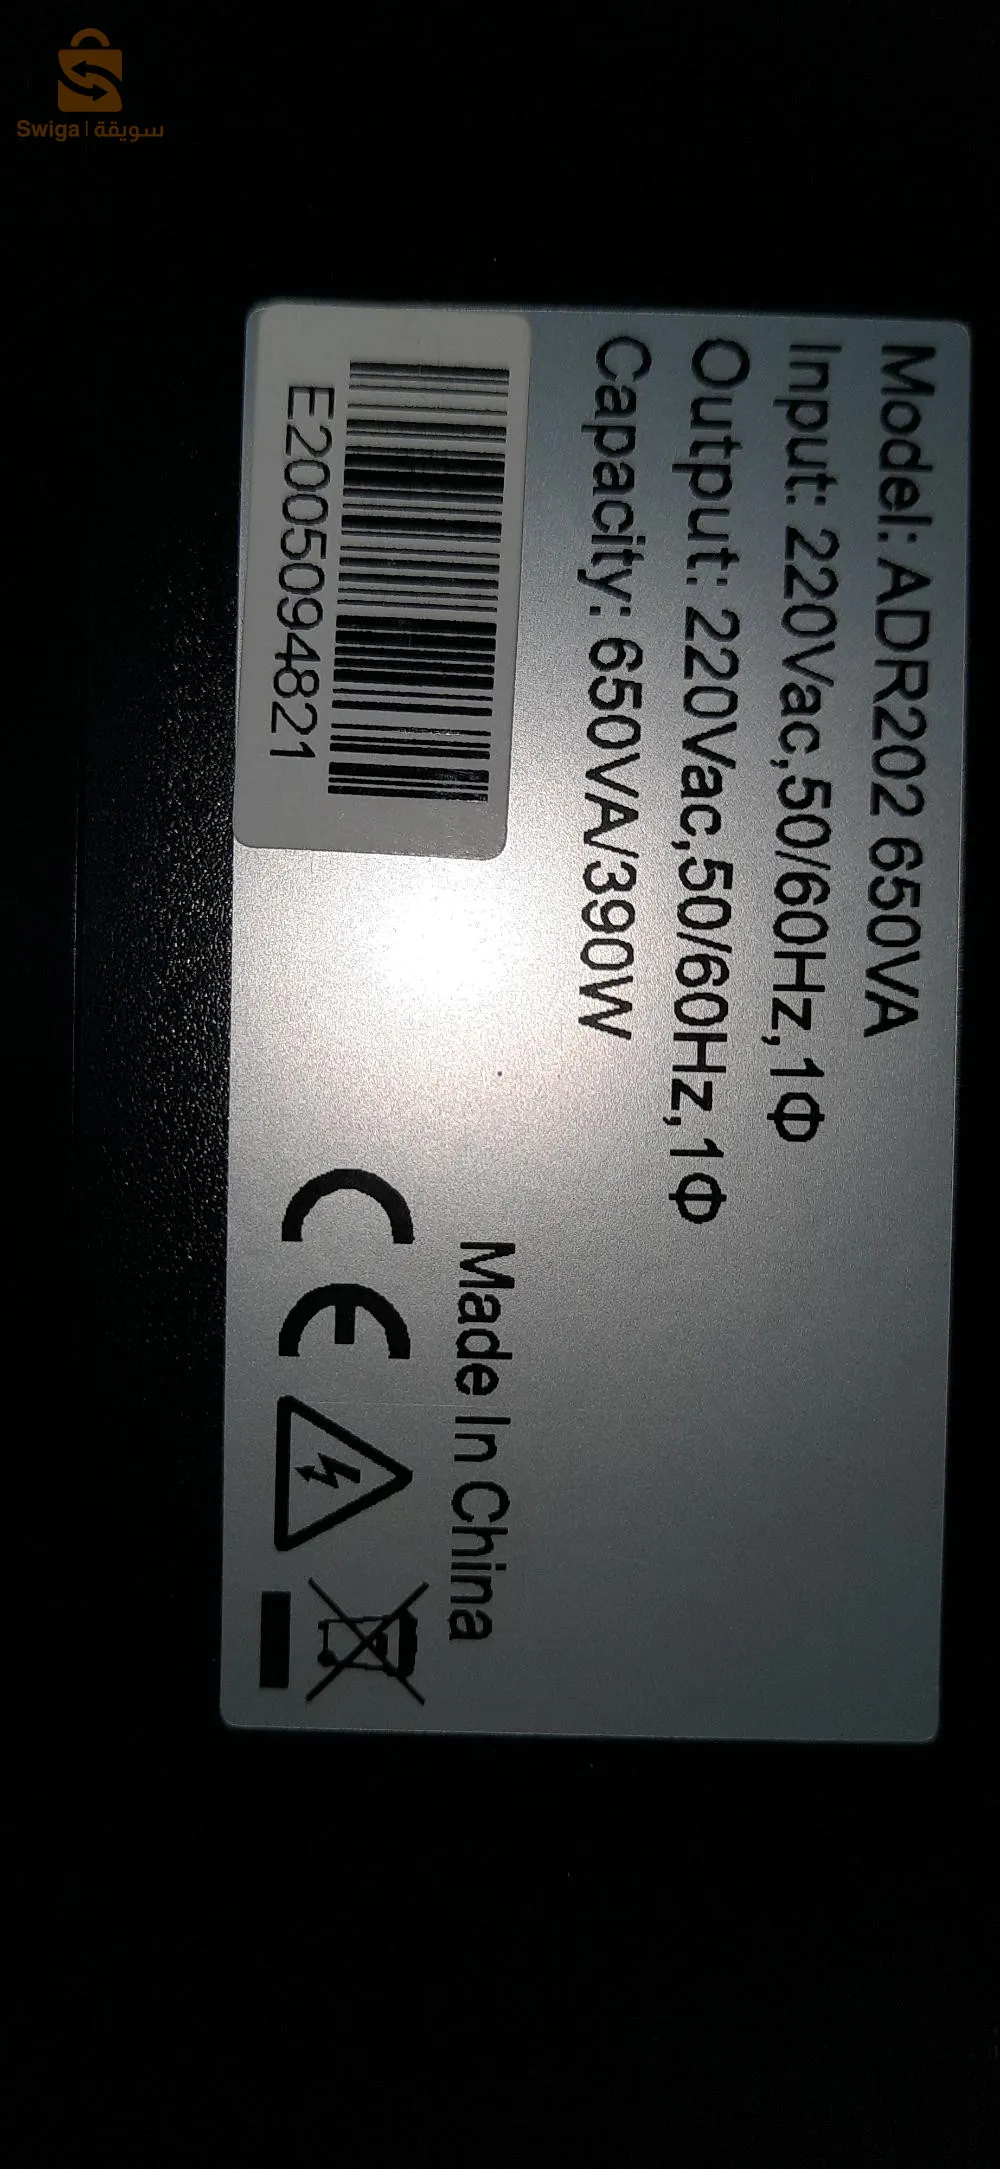 Swiga | سويقة
Model: ADR202 650VA
Input: 220Vac,50/60Hz,1Φ
Output: 220Vac,50/60Hz,1Φ
Capacity: 650VA/390W
E2005094821
Made In China
CE